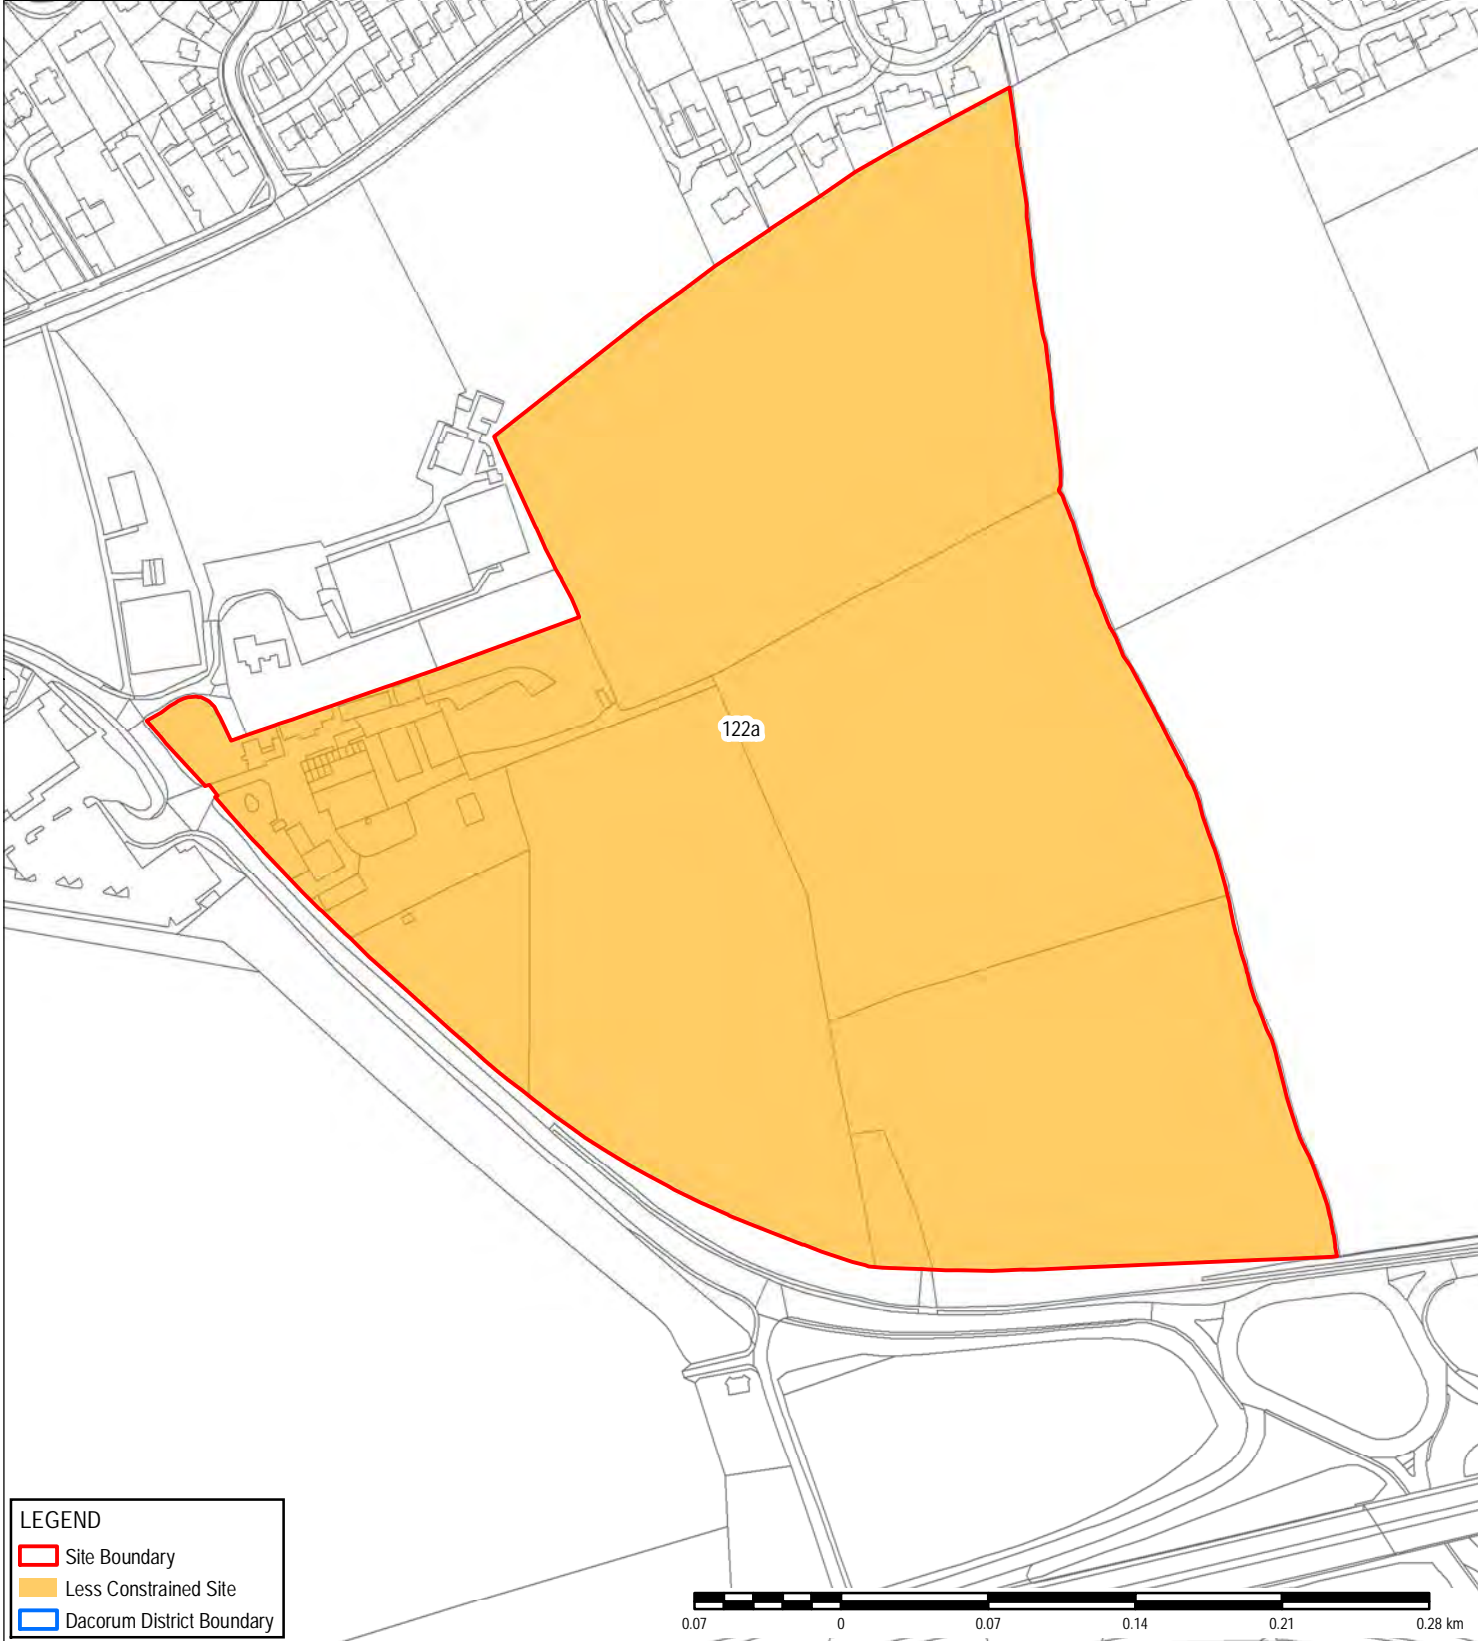 122a
LEGEND
Site Boundary
Less Constrained Site
Dacorum District Boundary
0.07 0 0.07 0.14 0.21 0.28 km